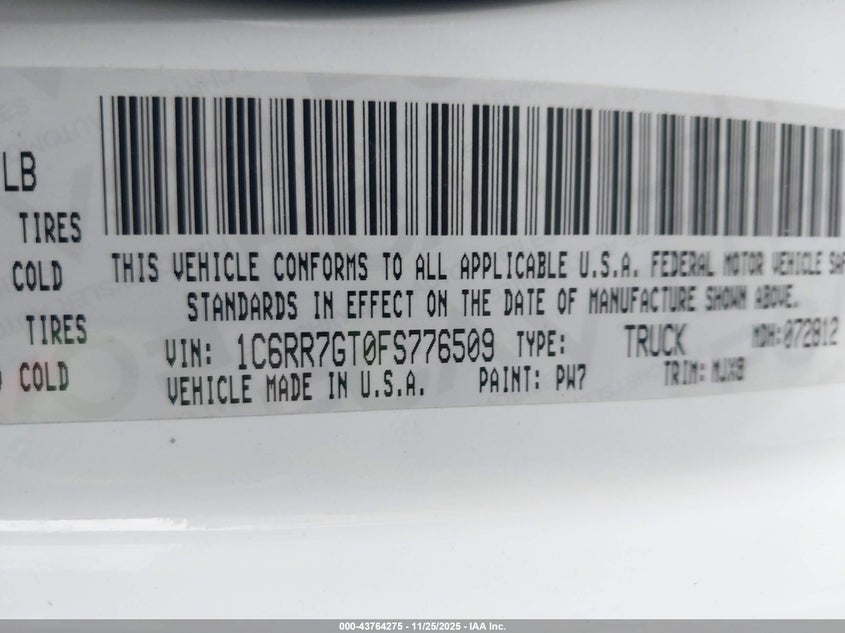 LB
TIRES
COLD
TIRES
COLD
THIS VEHICLE CONFORMS TO ALL APPLICABLE U.S.A. FEDERAL MOTOR VEHICLE SAF
STANDARDS IN EFFECT ON THE DATE OF MANUFACTURE SHOWN ABOVE.
VIN: 1C6RR7GT0FS776509 TYPE: TRUCK MDH:072812
VEHICLE MADE IN U.S.A. PAINT: PW7 TRIM: MJX8
000-43764275 - 11/25/2025 - IAA Inc.